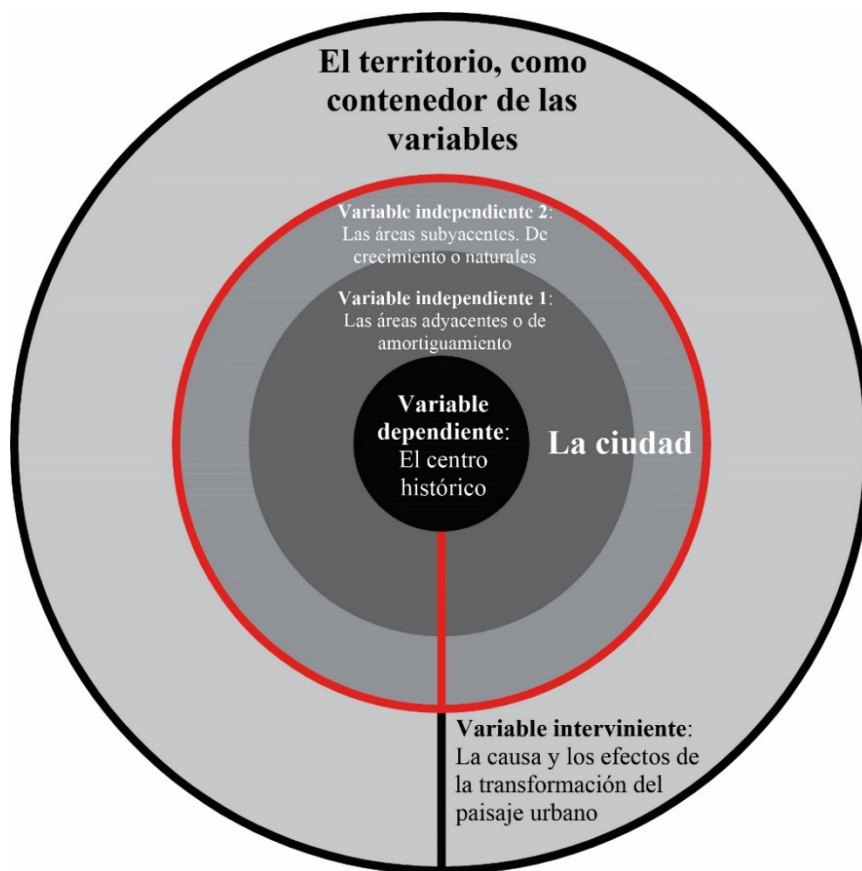 El territorio, como
contenedor de las
variables
Variable independiente 2:
Las áreas subyacentes. De
crecimiento o naturales
Variable independiente 1:
Las áreas adyacentes o de
amortiguamiento
Variable
dependiente:
El centro
histórico
La ciudad
Variable interviniente:
La causa y los efectos de
la transformación del
paisaje urbano